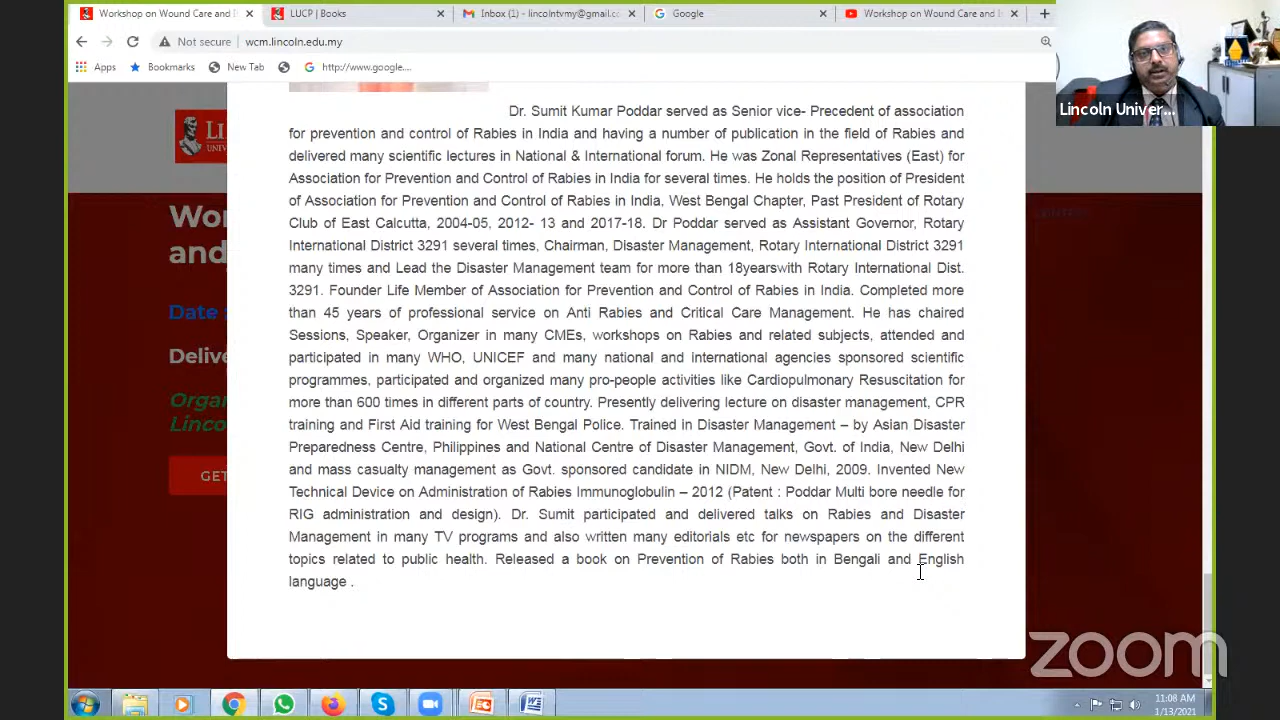 Workshop on Wound Care and I
LUCP | Books
Inbox (1) - lincolntvmy@gmail.co
Google
Workshop on Wound Care and I
Not secure
wcm.lincoln.edu.my
Apps
Bookmarks
New Tab
http://www.google....
Lincoln Univer...
LI
UNIV
Wo
and
Date :
Delive
Organ
Lincol
GET
Dr. Sumit Kumar Poddar served as Senior vice- Precedent of association
for prevention and control of Rabies in India and having a number of publication in the field of Rabies and
delivered many scientific lectures in National & International forum. He was Zonal Representatives (East) for
Association for Prevention and Control of Rabies in India for several times. He holds the position of President
of Association for Prevention and Control of Rabies in India, West Bengal Chapter, Past President of Rotary
Club of East Calcutta, 2004-05, 2012- 13 and 2017-18. Dr Poddar served as Assistant Governor, Rotary
International District 3291 several times, Chairman, Disaster Management, Rotary International District 3291
many times and Lead the Disaster Management team for more than 18yearswith Rotary International Dist.
3291. Founder Life Member of Association for Prevention and Control of Rabies in India. Completed more
than 45 years of professional service on Anti Rabies and Critical Care Management. He has chaired
Sessions, Speaker, Organizer in many CMEs, workshops on Rabies and related subjects, attended and
participated in many WHO, UNICEF and many national and international agencies sponsored scientific
programmes, participated and organized many pro-people activities like Cardiopulmonary Resuscitation for
more than 600 times in different parts of country. Presently delivering lecture on disaster management, CPR
training and First Aid training for West Bengal Police. Trained in Disaster Management – by Asian Disaster
Preparedness Centre, Philippines and National Centre of Disaster Management, Govt. of India, New Delhi
and mass casualty management as Govt. sponsored candidate in NIDM, New Delhi, 2009. Invented New
Technical Device on Administration of Rabies Immunoglobulin – 2012 (Patent : Poddar Multi bore needle for
RIG administration and design). Dr. Sumit participated and delivered talks on Rabies and Disaster
Management in many TV programs and also written many editorials etc for newspapers on the different
topics related to public health. Released a book on Prevention of Rabies both in Bengali and English
language .
zoom
11:08 AM
1/13/2021